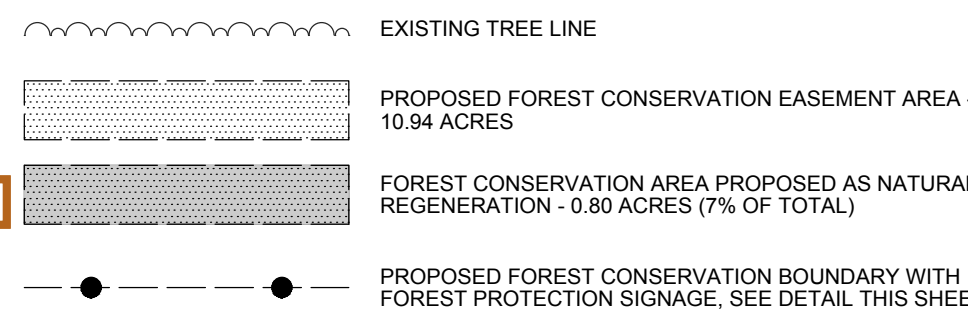 EXISTING TREE LINE
PROPOSED FOREST CONSERVATION EASEMENT AREA -
10.94 ACRES
FOREST CONSERVATION AREA PROPOSED AS NATURAL
REGENERATION - 0.80 ACRES (7% OF TOTAL)
PROPOSED FOREST CONSERVATION BOUNDARY WITH
FOREST PROTECTION SIGNAGE, SEE DETAIL THIS SHEE